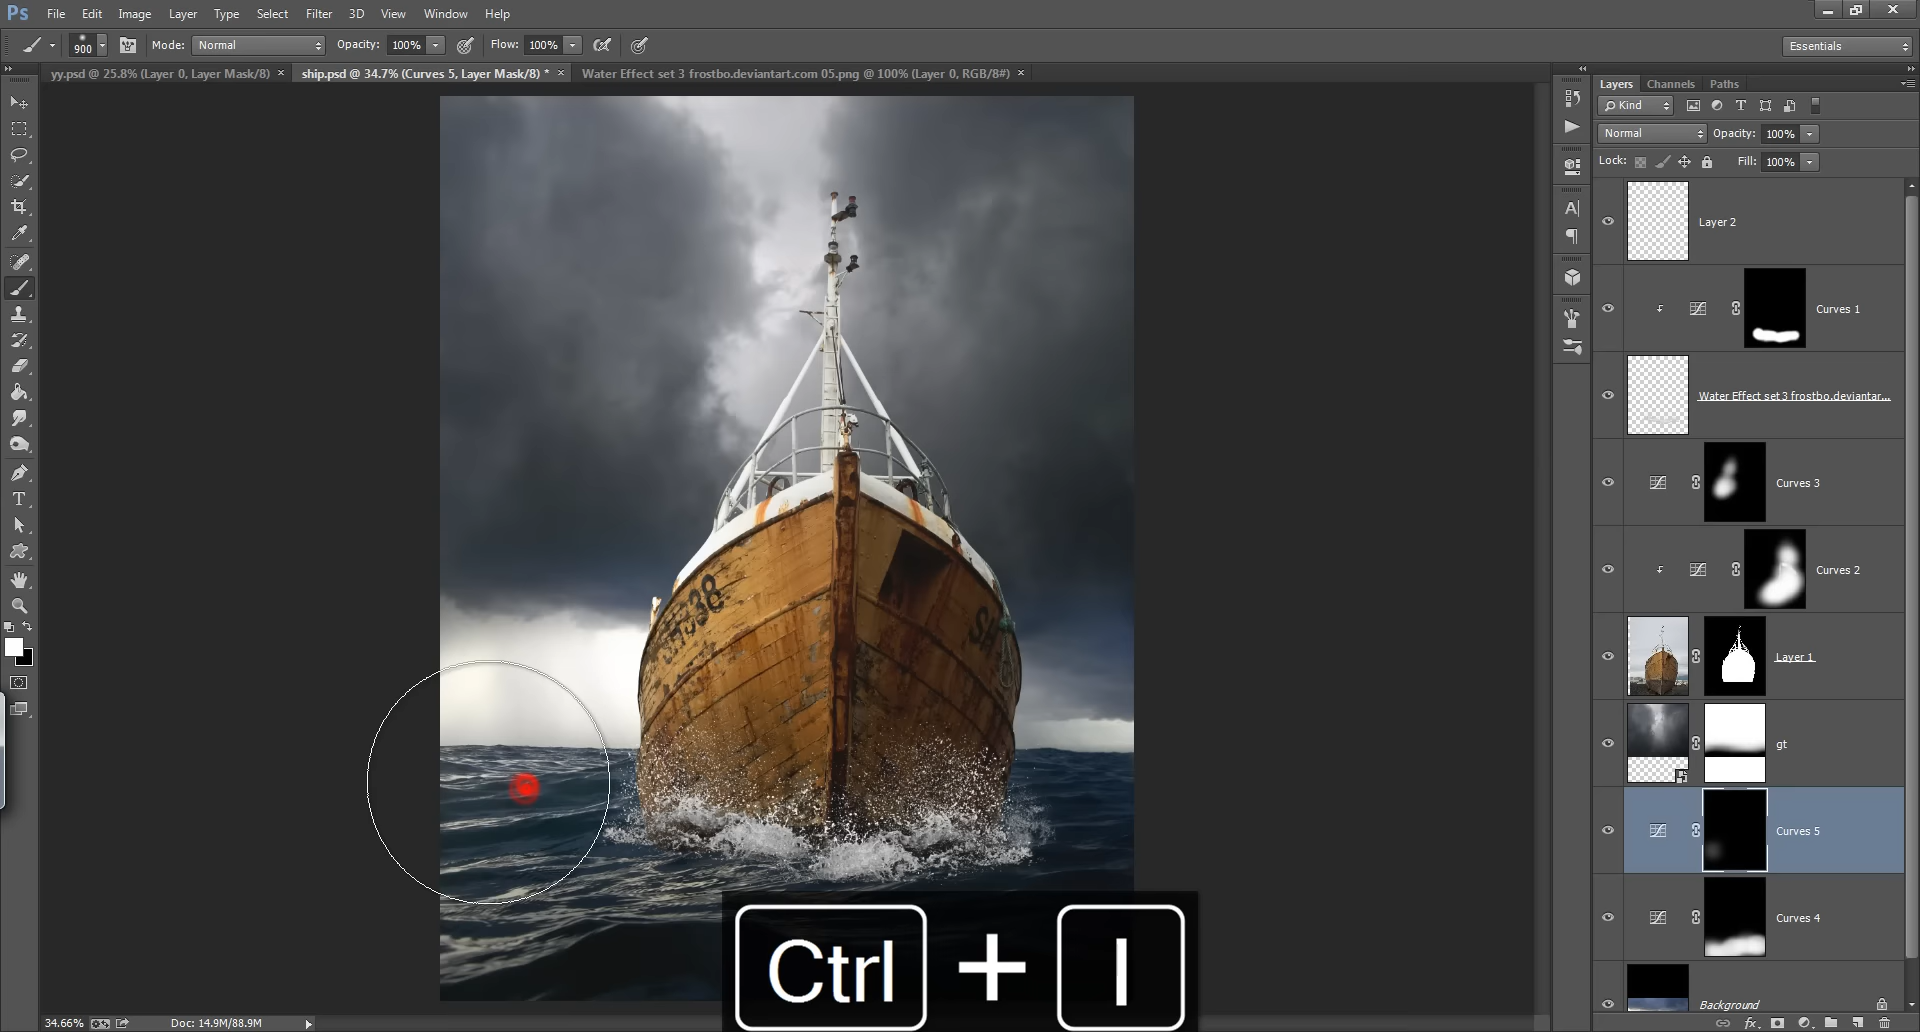 Ps File Edit Image Layer Type Select Filter 3D View Window Help
900 Mode: Normal Opacity: 100% Flow: 100% Essentials
yy.psd @ 25.8% (Layer 0, Layer Mask/8) × ship.psd @ 34.7% (Curves 5, Layer Mask/8) * × Water Effect set 3 frostbo.deviantart.com 05.png @ 100% (Layer 0, RGB/8#) ×
Layers Channels Paths
Kind
Normal Opacity: 100%
Lock: Fill: 100%
Layer 2
Curves 1
Water Effect set 3 frostbo.deviantar...
Curves 3
Curves 2
Layer 1
gt
Curves 5
Curves 4
Background
SH338
SH
Ctrl + I
34.66% Doc: 14.9M/88.9M